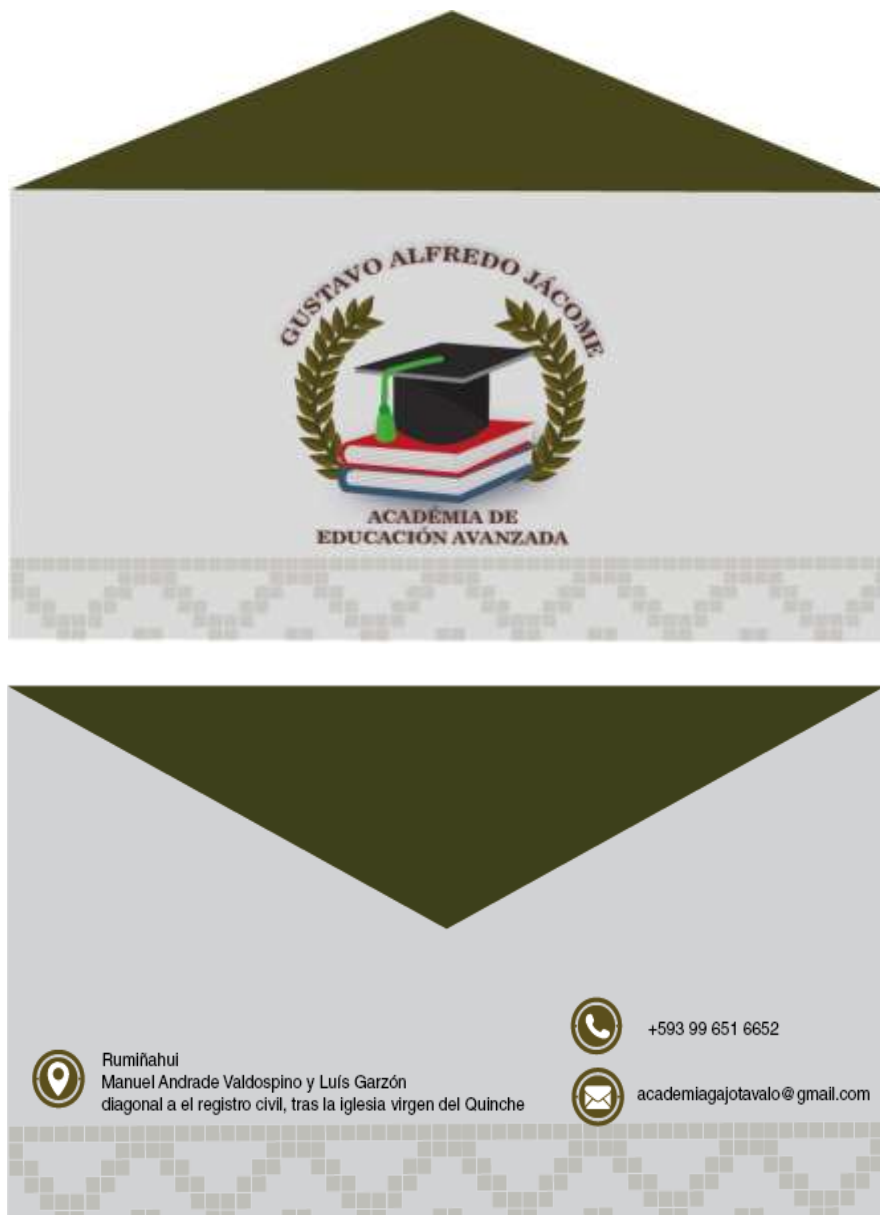 GUSTAVO ALFREDO JÁCOME
ACADÉMIA DE
EDUCACIÓN AVANZADA
Rumiñahui
Manuel Andrade Valdospino y Luís Garzón
diagonal a el registro civil, tras la iglesia virgen del Quinche
+593 99 651 6652
academiagajotavalo@gmail.com